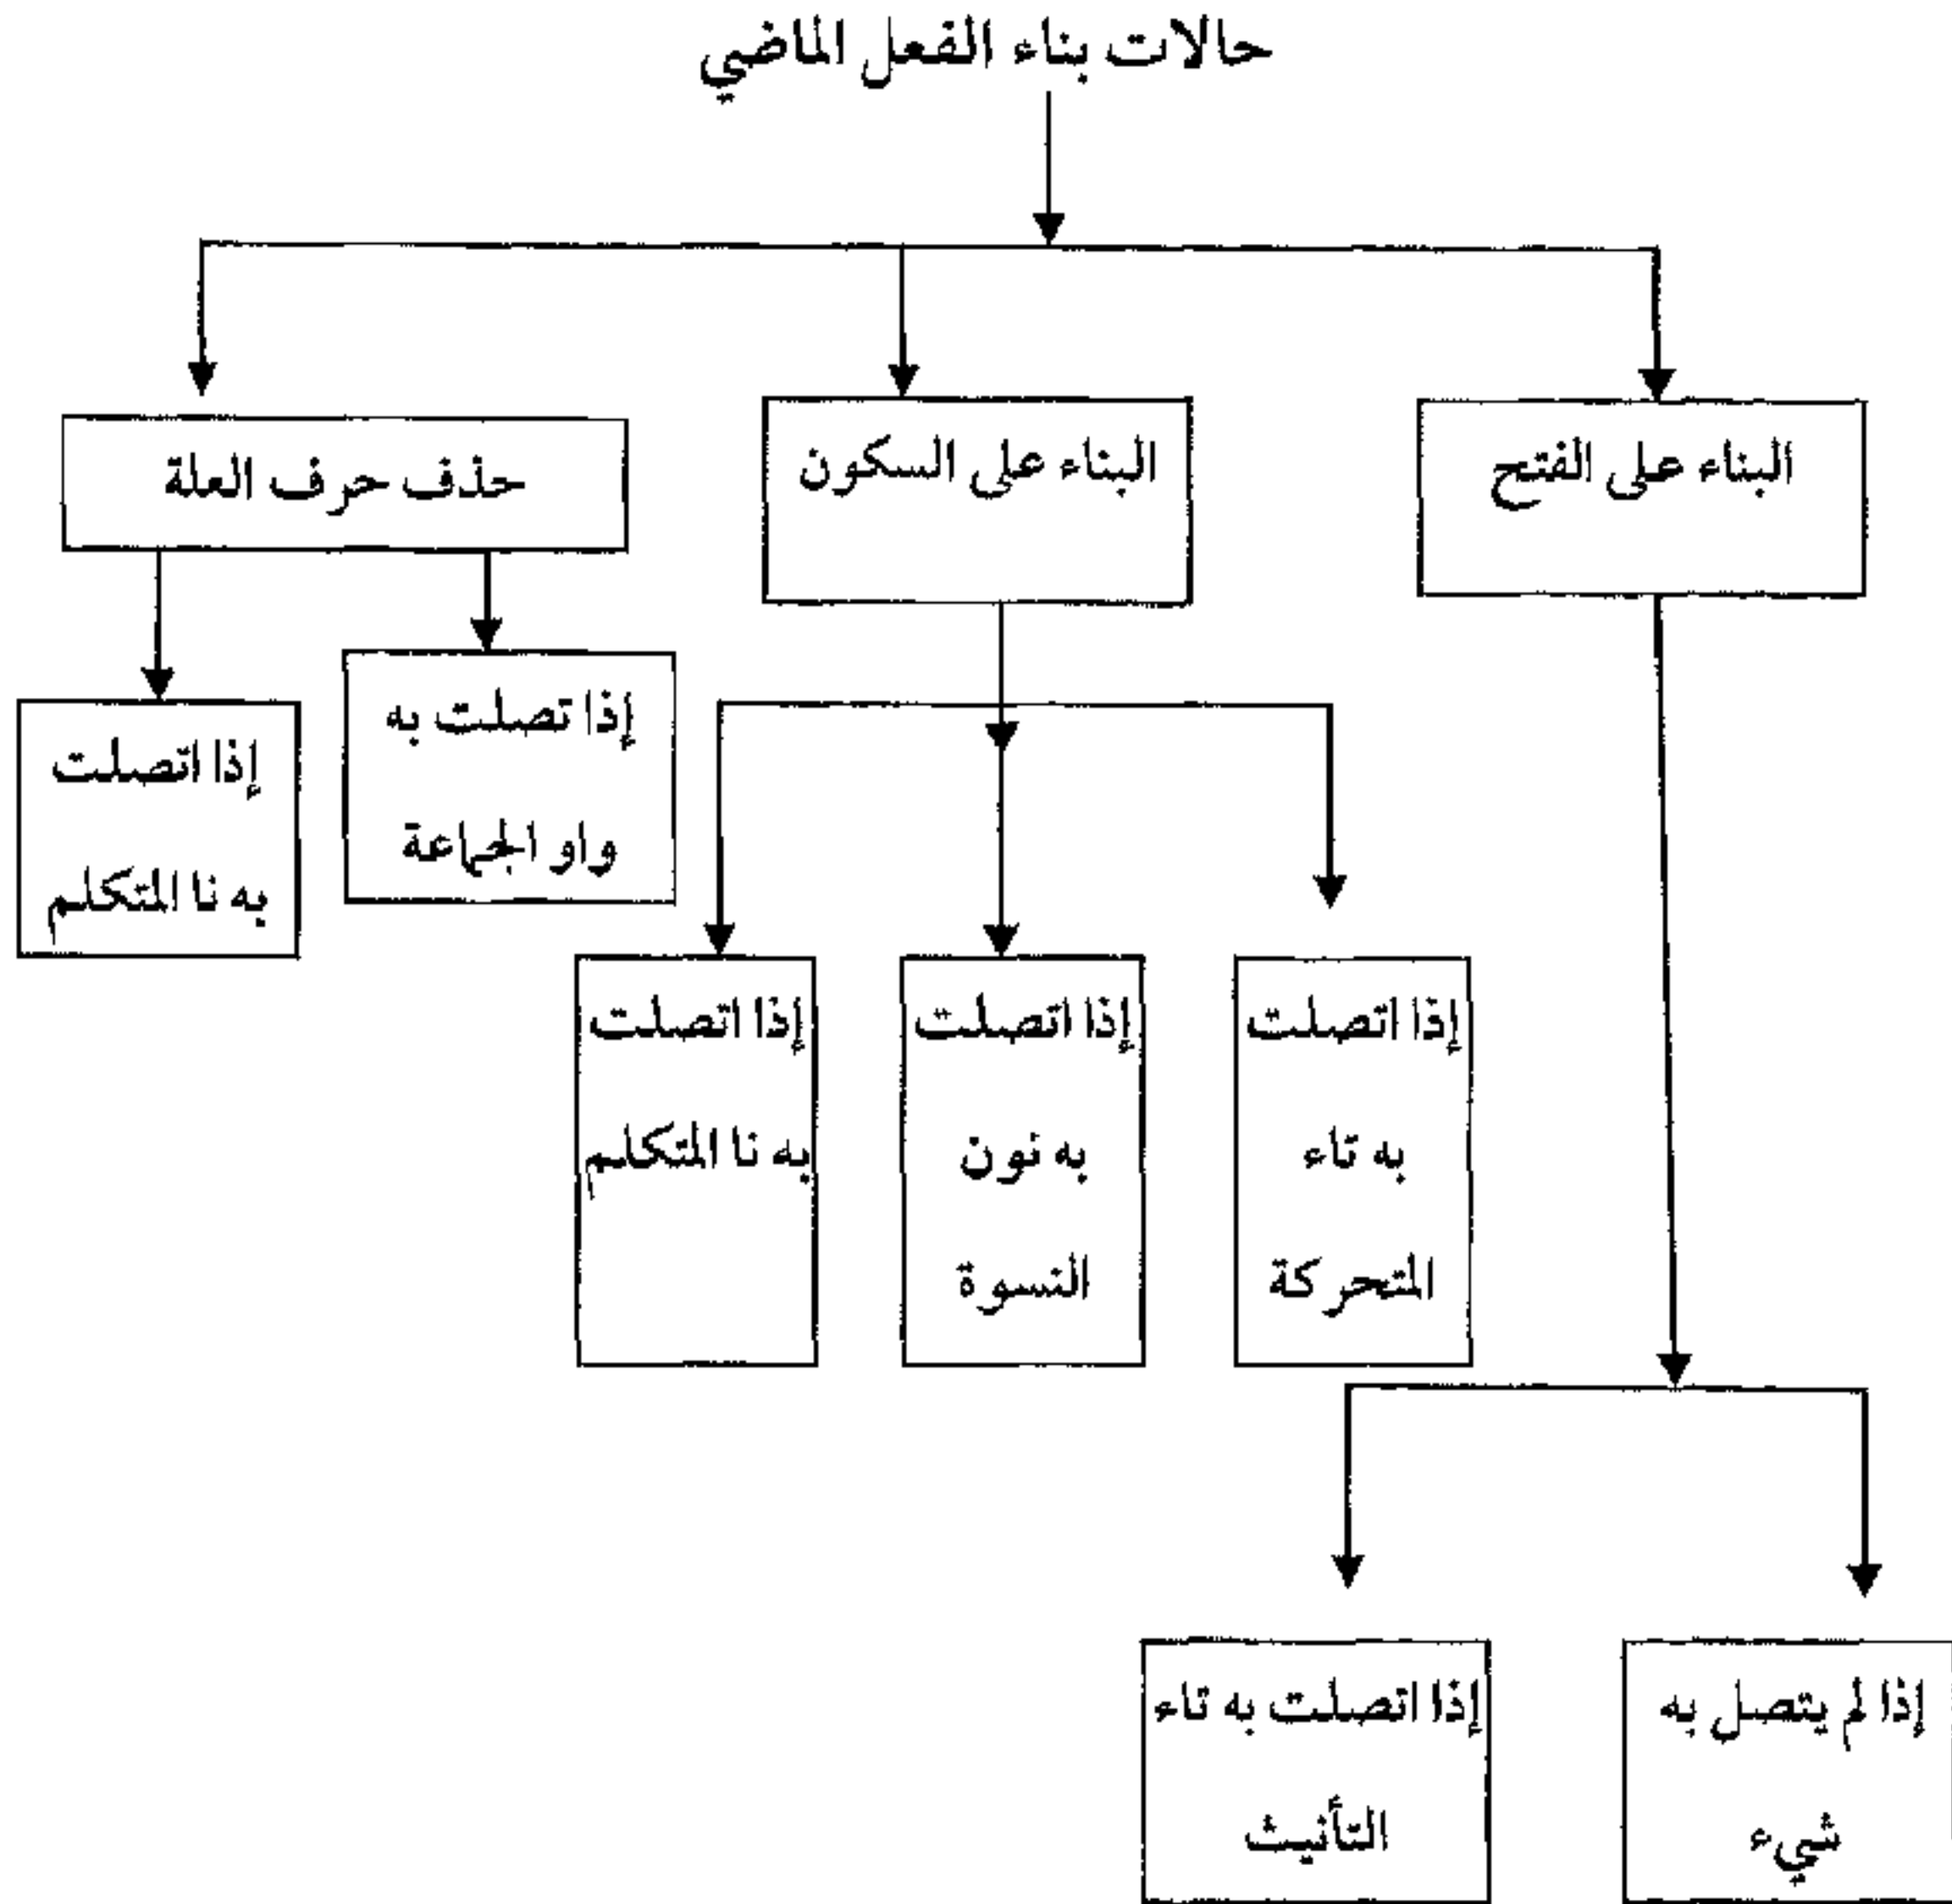 حالات بناء الفعل الماضي
البناء على الفتح
البناء على السكون
حذف حرف العلة
إذا تصلت به
واو الجماعة
إذا اتصلت
به نا المتكلم
إذا اتصلت
به تاء
المتحركة
إذا اتصلت
به نون
النسوة
إذا اتصلت
به نا المتكلم
إذا لم يتصل به
شيء
إذا اتصلت به تاء
التأنيث